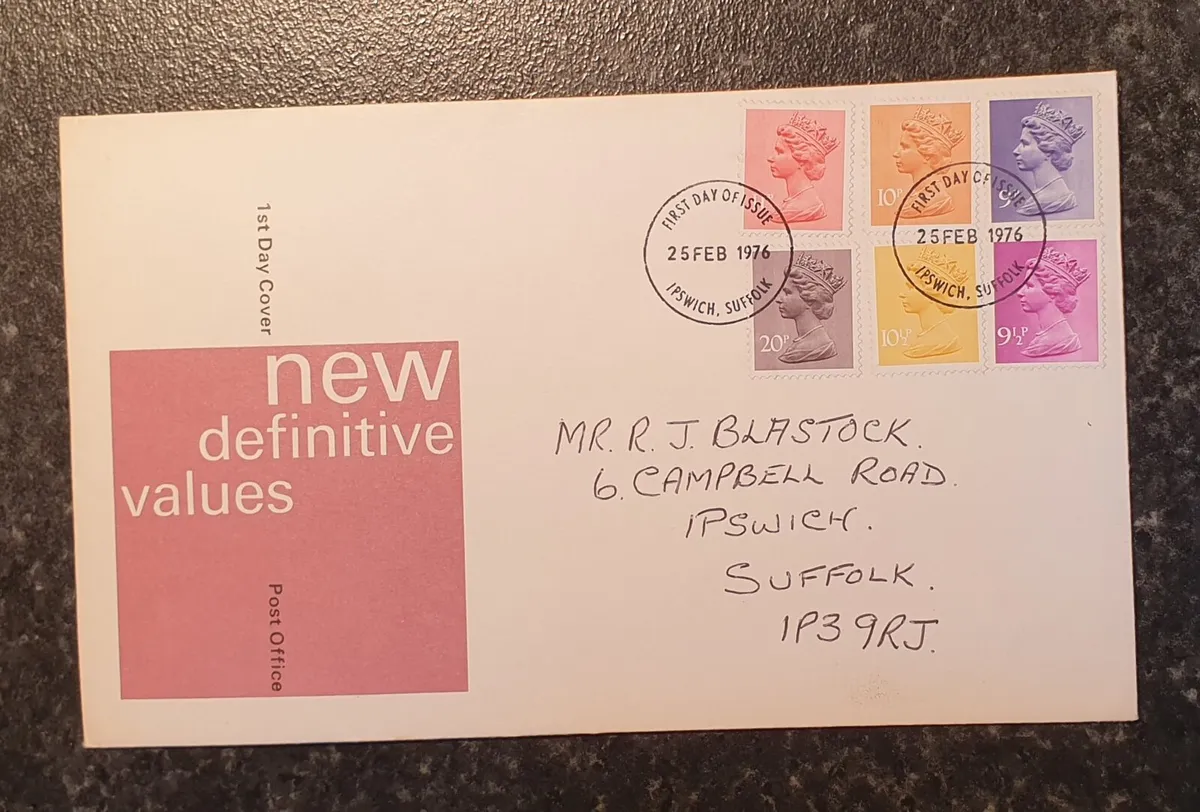 1st Day Cover
new
definitive
values
Post Office
FIRST DAY OF ISSUE
25 FEB 1976
IPSWICH, SUFFOLK
10P
FIRST DAY OF ISSUE
25 FEB 1976
IPSWICH, SUFFOLK
20P
10½P
9½P
MR. R. J. BLASTOCK.
6. CAMPBELL ROAD.
IPSWICH.
SUFFOLK.
IP3 9RJ.